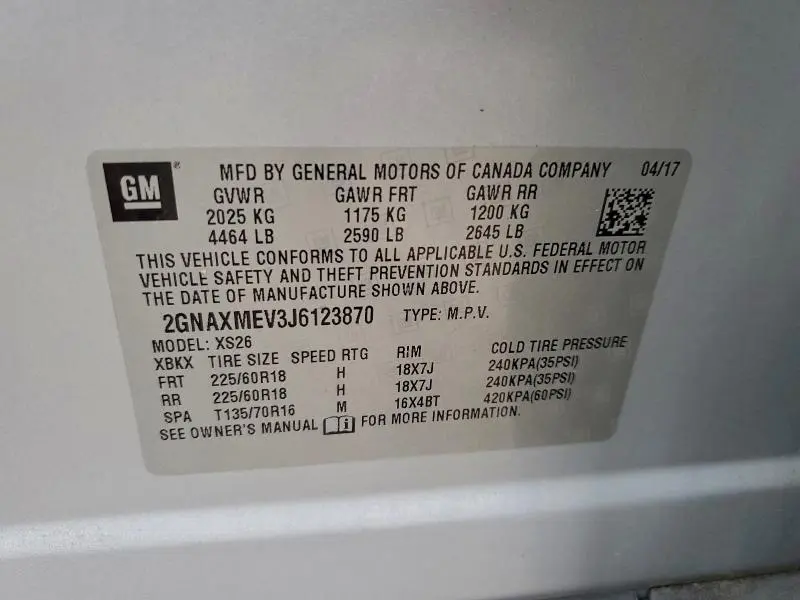 GM ® MFD BY GENERAL MOTORS OF CANADA COMPANY 04/17
GVWR GAWR FRT GAWR RR
2025 KG 1175 KG 1200 KG
4464 LB 2590 LB 2645 LB
THIS VEHICLE CONFORMS TO ALL APPLICABLE U.S. FEDERAL MOTOR
VEHICLE SAFETY AND THEFT PREVENTION STANDARDS IN EFFECT ON
THE DATE OF MANUFACTURE SHOWN ABOVE.
2GNAXMEV3J6123870 TYPE: M.P.V.
MODEL: XS26
XBKX TIRE SIZE SPEED RTG RIM COLD TIRE PRESSURE
FRT 225/60R18 H 18X7J 240KPA(35PSI)
RR 225/60R18 H 18X7J 240KPA(35PSI)
SPA T135/70R16 M 16X4BT 420KPA(60PSI)
SEE OWNER'S MANUAL i FOR MORE INFORMATION.